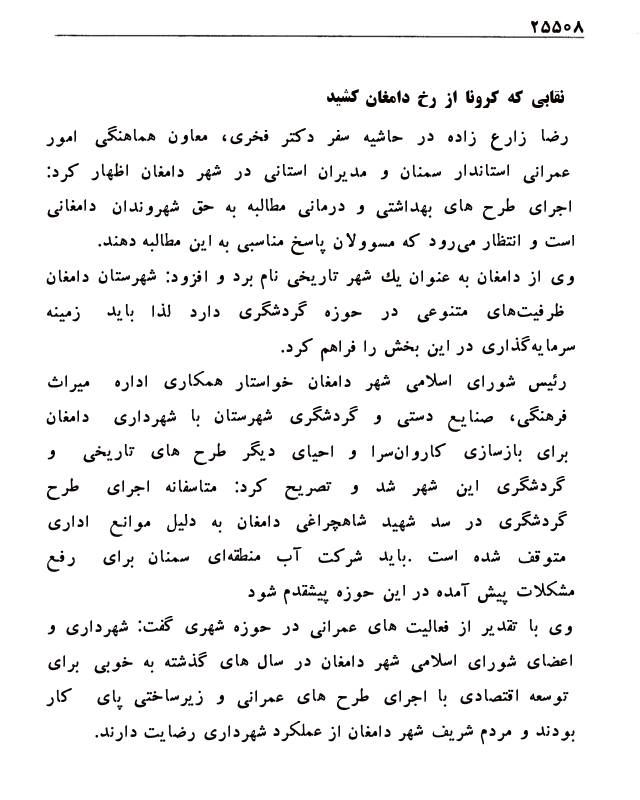 ۲۵۵۰۸
نقابی که کرونا از رخ دامغان کشید
رضا زارع زاده در حاشیه سفر دکتر فخری، معاون هماهنگی امور
عمرانی استاندار سمنان و مدیران استانی در شهر دامغان اظهار کرد:
اجرای طرح های بهداشتی و درمانی مطالبه به حق شهروندان دامغانی
است و انتظار می‌رود که مسوولان پاسخ مناسبی به این مطالبه دهند.
وی از دامغان به عنوان یك شهر تاریخی نام برد و افزود: شهرستان دامغان
ظرفیت‌های متنوعی در حوزه گردشگری دارد لذا باید زمینه
سرمایه‌گذاری در این بخش را فراهم کرد.
رئیس شورای اسلامی شهر دامغان خواستار همکاری اداره میراث
فرهنگی، صنایع دستی و گردشگری شهرستان با شهرداری دامغان
برای بازسازی کاروان‌سرا و احیای دیگر طرح های تاریخی و
گردشگری این شهر شد و تصریح کرد: متاسفانه اجرای طرح
گردشگری در سد شهید شاهچراغی دامغان به دلیل موانع اداری
متوقف شده است .باید شرکت آب منطقه‌ای سمنان برای رفع
مشکلات پیش آمده در این حوزه پیشقدم شود
وی با تقدیر از فعالیت های عمرانی در حوزه شهری گفت: شهرداری و
اعضای شورای اسلامی شهر دامغان در سال های گذشته به خوبی برای
توسعه اقتصادی با اجرای طرح های عمرانی و زیرساختی پای کار
بودند و مردم شریف شهر دامغان از عملکرد شهرداری رضایت دارند.